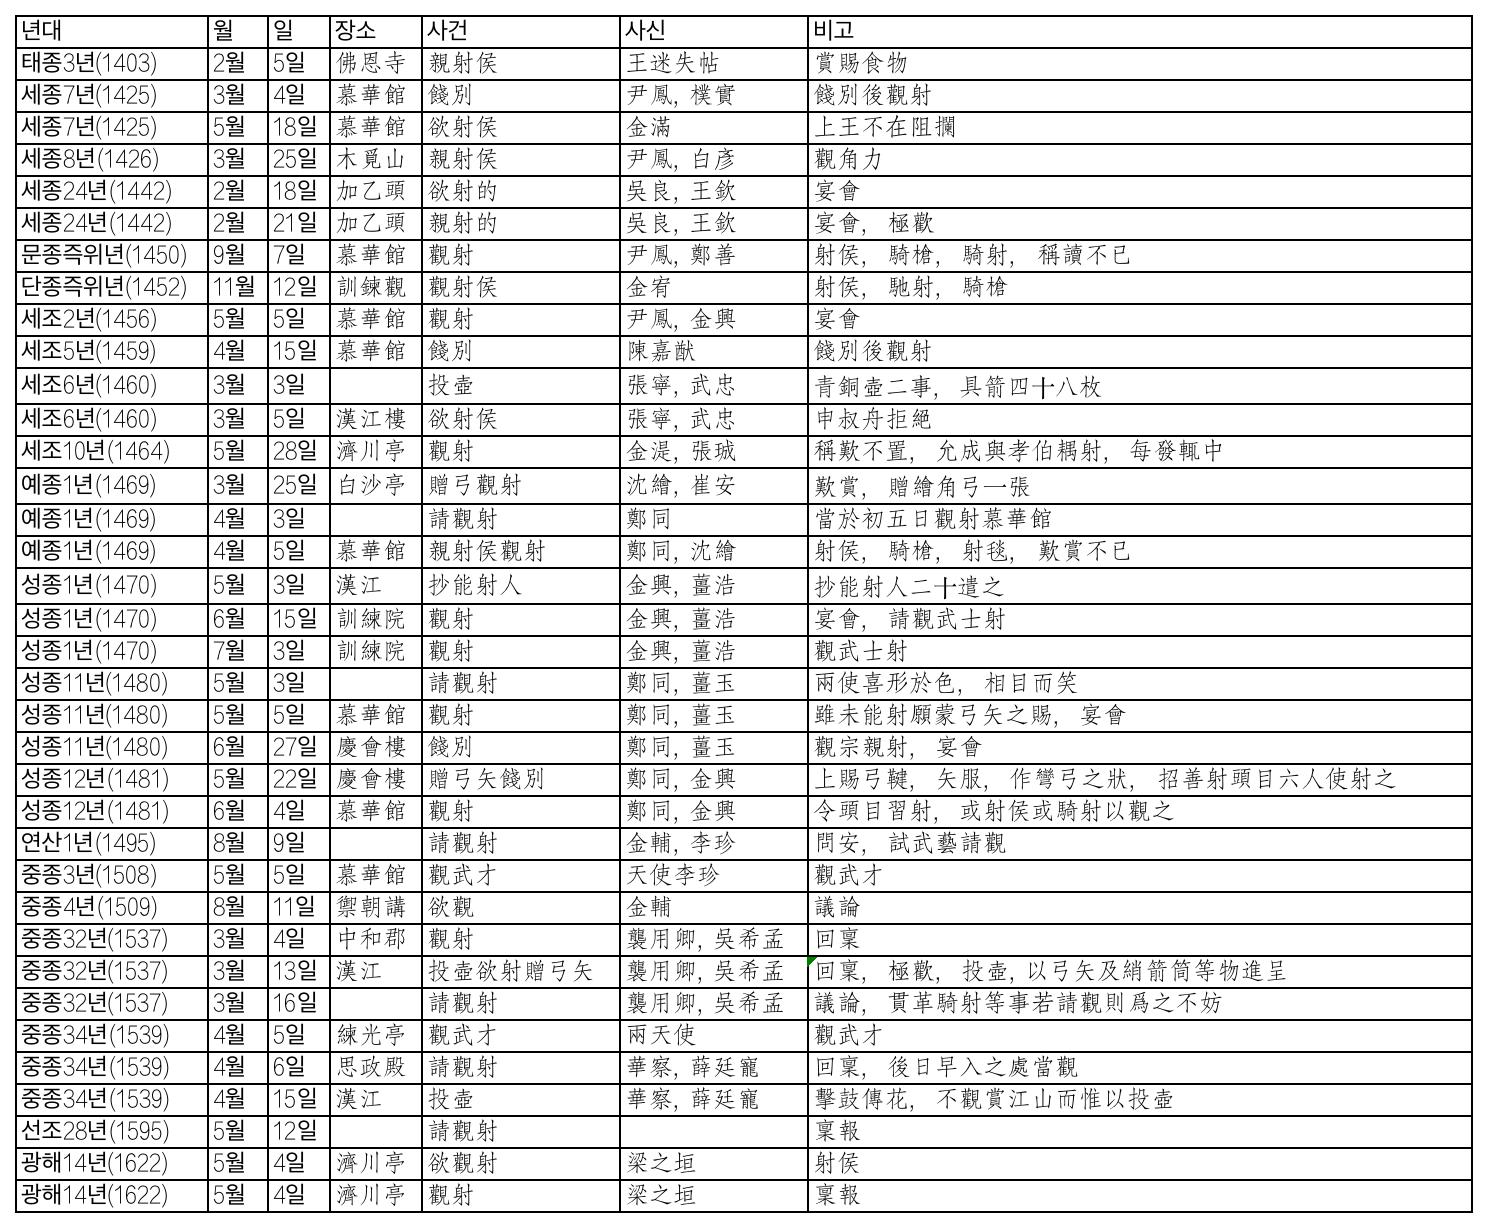 년대 월 일 장소 사건 사신 비고
태종3년(1403) 2월 5일 佛恩寺 親射侯 王迷失帖 賞賜食物
세종7년(1425) 3월 4일 慕華館 餞別 尹鳳, 樸實 餞別後觀射
세종7년(1425) 5월 18일 慕華館 欲射侯 金滿 上王不在阻攔
세종8년(1426) 3월 25일 木覓山 親射侯 尹鳳, 白彥 觀角力
세종24년(1442) 2월 18일 加乙頭 欲射的 吳良, 王欽 宴會
세종24년(1442) 2월 21일 加乙頭 親射的 吳良, 王欽 宴會, 極歡
문종즉위년(1450) 9월 7일 慕華館 觀射 尹鳳, 鄭善 射侯, 騎槍, 騎射, 稱讀不已
단종즉위년(1452) 11월 12일 訓鍊觀 觀射侯 金宥 射侯, 馳射, 騎槍
세조2년(1456) 5월 5일 慕華館 觀射 尹鳳, 金興 宴會
세조5년(1459) 4월 15일 慕華館 餞別 陳嘉猷 餞別後觀射
세조6년(1460) 3월 3일 投壺 張寧, 武忠 青銅壺二事, 具箭四十八枚
세조6년(1460) 3월 5일 漢江樓 欲射侯 張寧, 武忠 申叔舟拒絕
세조10년(1464) 5월 28일 濟川亭 觀射 金湜, 張珹 稱歎不置, 允成與孝伯耦射, 每發輒中
예종1년(1469) 3월 25일 白沙亭 贈弓觀射 沈繪, 崔安 歎賞, 贈繪角弓一張
예종1년(1469) 4월 3일 請觀射 鄭同 當於初五日觀射慕華館
예종1년(1469) 4월 5일 慕華館 親射侯觀射 鄭同, 沈繪 射侯, 騎槍, 射毬, 歎賞不已
성종1년(1470) 5월 3일 漢江 抄能射人 金興, 薑浩 抄能射人二十遣之
성종1년(1470) 6월 15일 訓練院 觀射 金興, 薑浩 宴會, 請觀武士射
성종1년(1470) 7월 3일 訓練院 觀射 金興, 薑浩 觀武士射
성종11년(1480) 5월 3일 請觀射 鄭同, 薑玉 兩使喜形於色, 相目而笑
성종11년(1480) 5월 5일 慕華館 觀射 鄭同, 薑玉 雖未能射願蒙弓矢之賜, 宴會
성종11년(1480) 6월 27일 慶會樓 餞別 鄭同, 薑玉 觀宗親射, 宴會
성종12년(1481) 5월 22일 慶會樓 贈弓矢餞別 鄭同, 金興 上賜弓鞬, 矢服, 作彎弓之狀, 招善射頭目六人使射之
성종12년(1481) 6월 4일 慕華館 觀射 鄭同, 金興 令頭目習射, 或射侯或騎射以觀之
연산1년(1495) 8월 9일 請觀射 金輔, 李珍 問安, 試武藝請觀
중종3년(1508) 5월 5일 慕華館 觀武才 天使李珍 觀武才
중종4년(1509) 8월 11일 禦朝講 欲觀 金輔 議論
중종32년(1537) 3월 4일 中和郡 觀射 龔用卿, 吳希孟 回稟
중종32년(1537) 3월 13일 漢江 投壺欲射贈弓矢 龔用卿, 吳希孟 回稟, 極歡, 投壺, 以弓矢及綃箭筒等物進呈
중종32년(1537) 3월 16일 請觀射 龔用卿, 吳希孟 議論, 貫革騎射等事若請觀則爲之不妨
중종34년(1539) 4월 5일 練光亭 觀武才 兩天使 觀武才
중종34년(1539) 4월 6일 思政殿 請觀射 華察, 薛廷寵 回稟, 後日早入之處當觀
중종34년(1539) 4월 15일 漢江 投壺 華察, 薛廷寵 擊鼓傳花, 不觀賞江山而惟以投壺
선조28년(1595) 5월 12일 請觀射 稟報
광해14년(1622) 5월 4일 濟川亭 欲觀射 梁之垣 射侯
광해14년(1622) 5월 4일 濟川亭 觀射 梁之垣 稟報